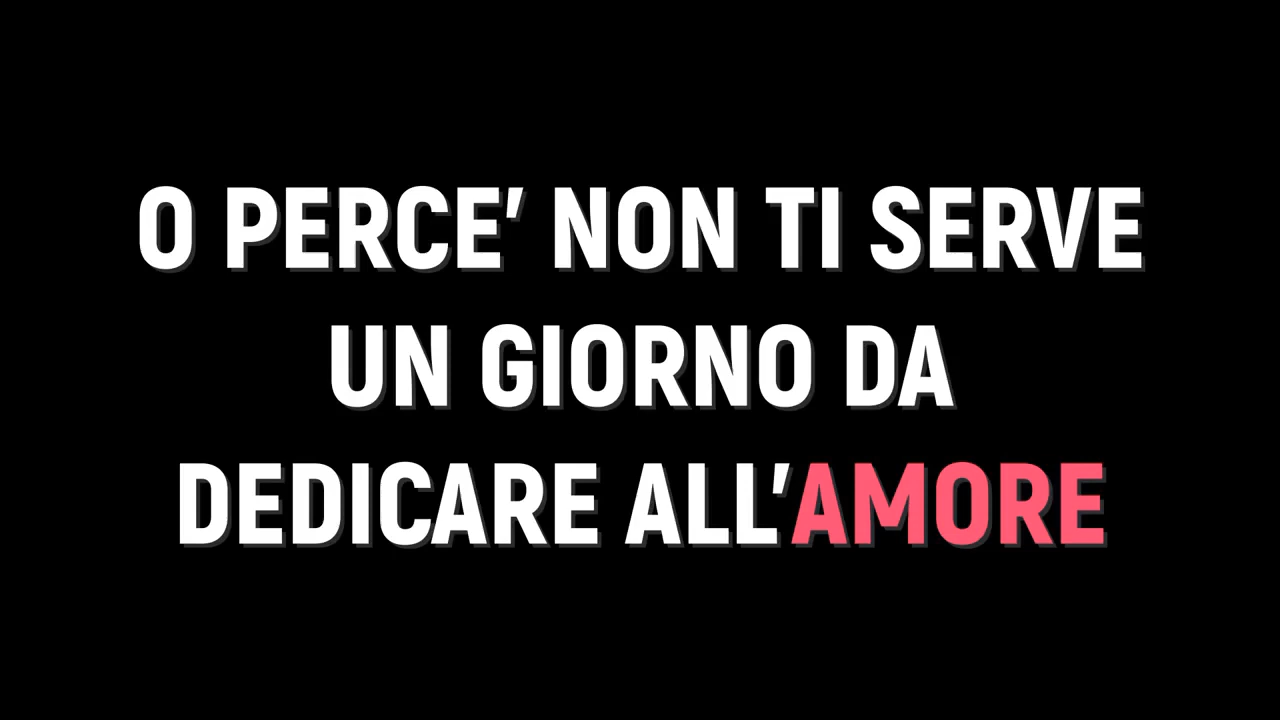 O PERCE' NON TI SERVE
UN GIORNO DA
DEDICARE ALL'AMORE